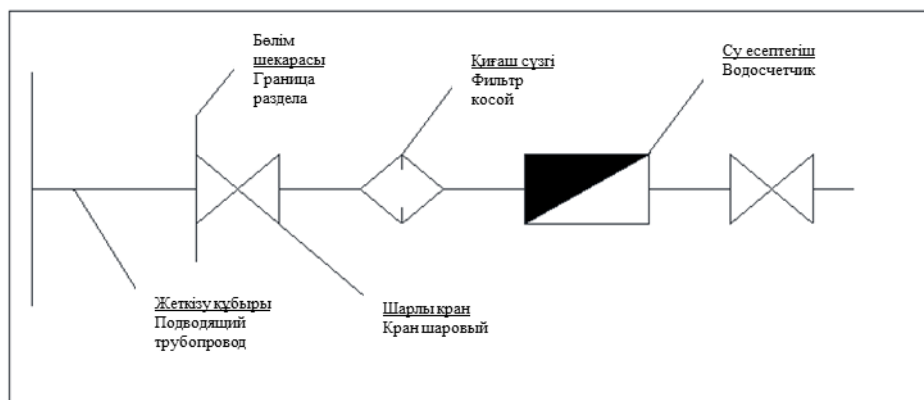 Бөлім
шекарасы
Граница
раздела
Қиғаш сүзгі
Фильтр
косой
Су есептегіш
Водосчетчик
Жеткізу құбыры
Подводящий
трубопровод
Шарлы кран
Кран шаровый